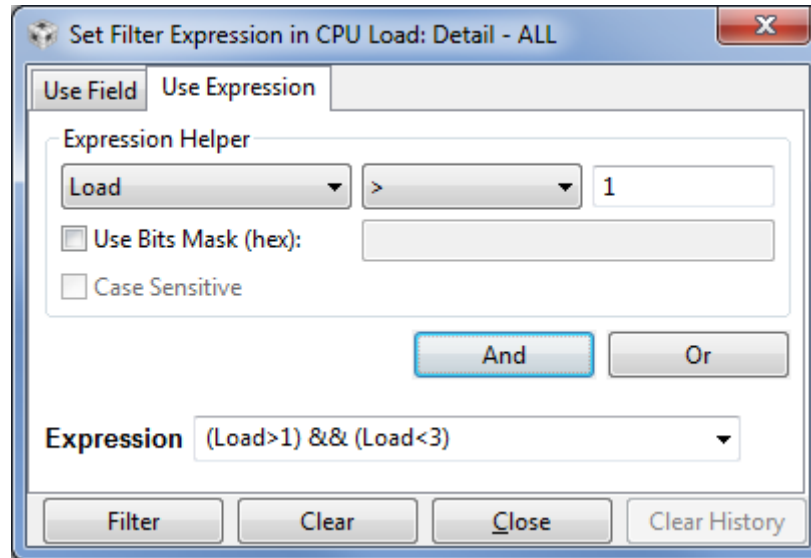 Set Filter Expression in CPU Load: Detail - ALL
Use Field Use Expression
Expression Helper
Load > 1
Use Bits Mask (hex):
Case Sensitive
And Or
Expression (Load>1) && (Load<3)
Filter Clear Close Clear History